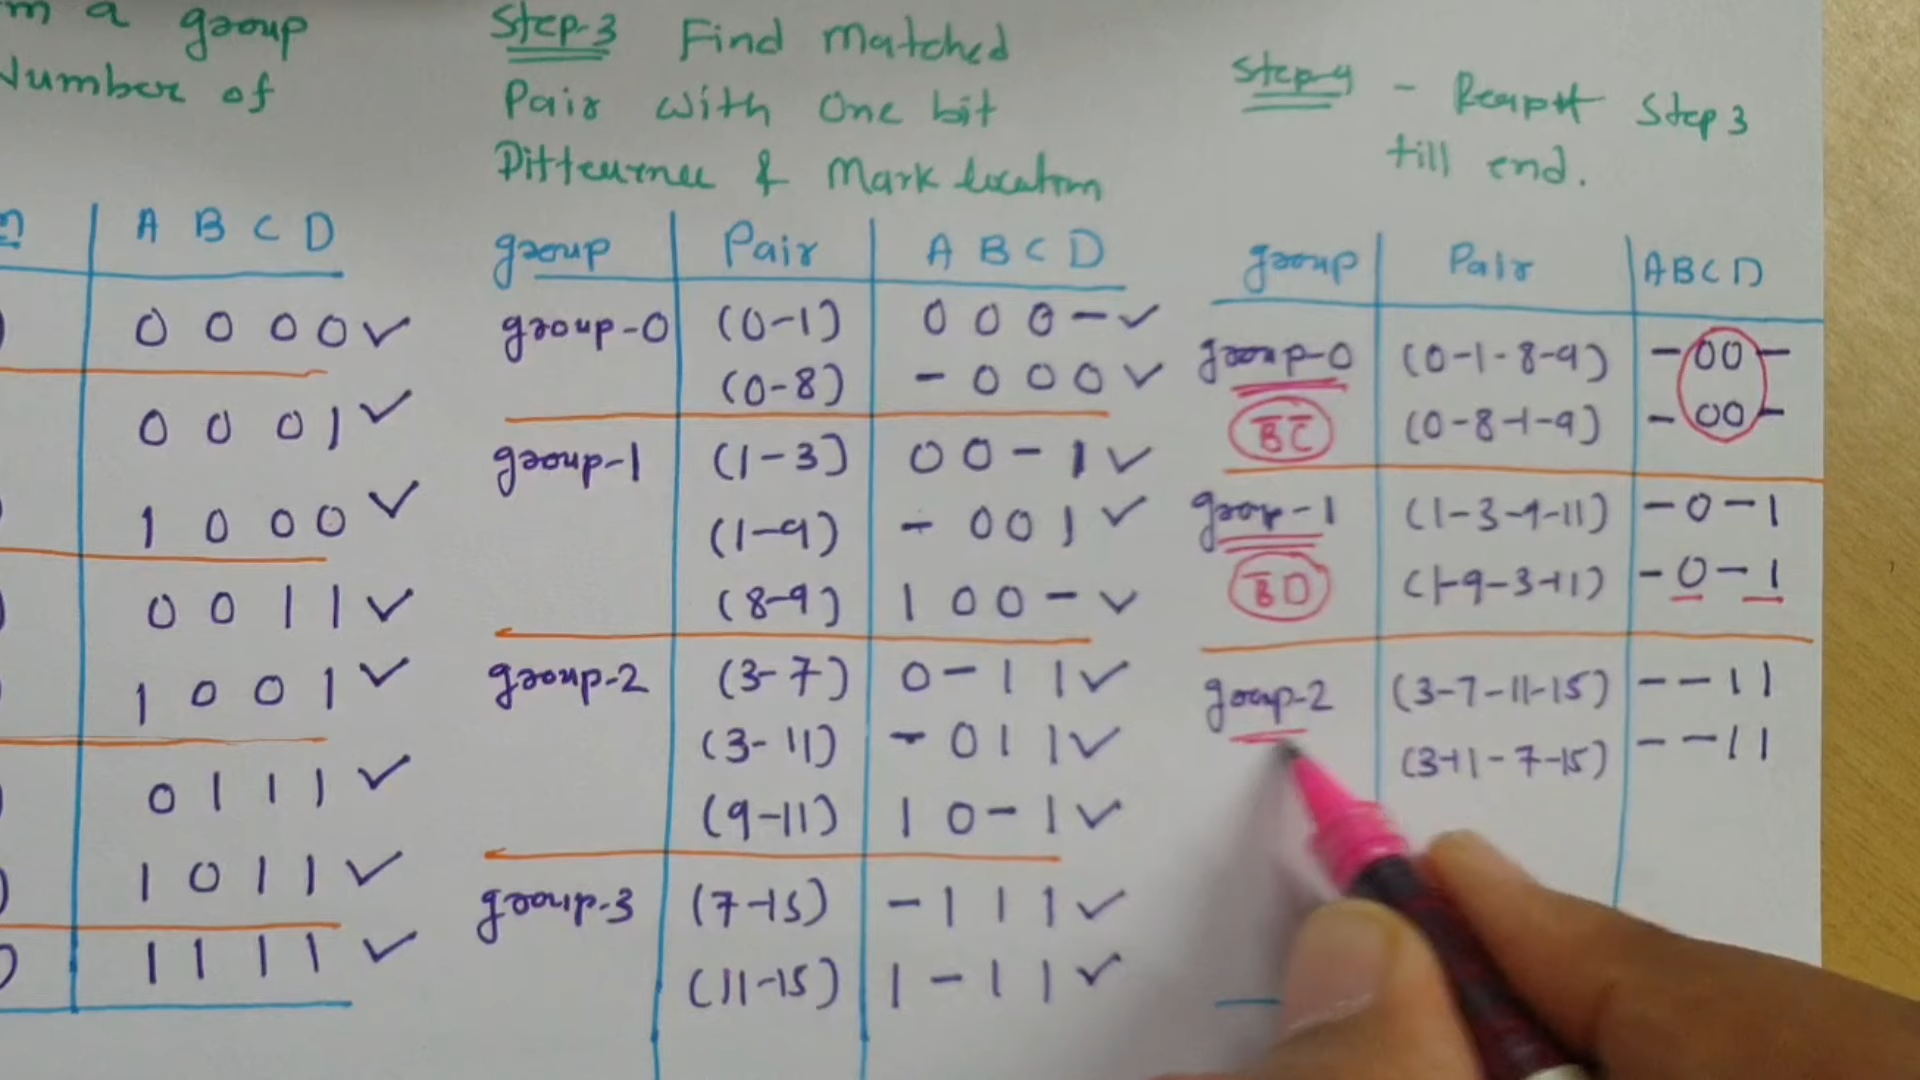 m a group
Number of
A B C D
0 0 0 0 ✓
0 0 0 1 ✓
1 0 0 0 ✓
0 0 1 1 ✓
1 0 0 1 ✓
0 1 1 1 ✓
1 0 1 1 ✓
1 1 1 1 ✓
Step-3 Find Matched
Pair with one bit
& Mark location
group Pair A B C D
group-0 (0-1) 0 0 0 - ✓
(0-8) - 0 0 0 ✓
group-1 (1-3) 0 0 - 1 ✓
(1-9) - 0 0 1 ✓
(8-9) 1 0 0 - ✓
group-2 (3-7) 0 - 1 1 ✓
(3-11) - 0 1 1 ✓
(9-11) 1 0 - 1 ✓
group-3 (7-15) - 1 1 1 ✓
(11-15) 1 - 1 1 ✓
Step-4 - Step 3
till end.
group Pair A B C D
group-0 (0-1-8-9) - 0 0 -
B̅C̅ (0-8-1-9) - 0 0 -
group-1 (1-3-9-11) - 0 - 1
B̅D (1-9-3-11) - 0 - 1
group-2 (3-7-11-15) - - 1 1
(3-11-7-15) - - 1 1